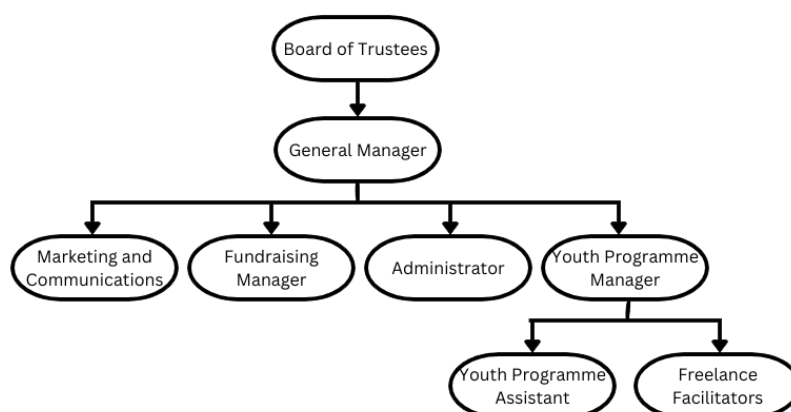 Board of Trustees
General Manager
Marketing and
Communications
Fundraising
Manager
Administrator
Youth Programme
Manager
Youth Programme
Assistant
Freelance
Facilitators